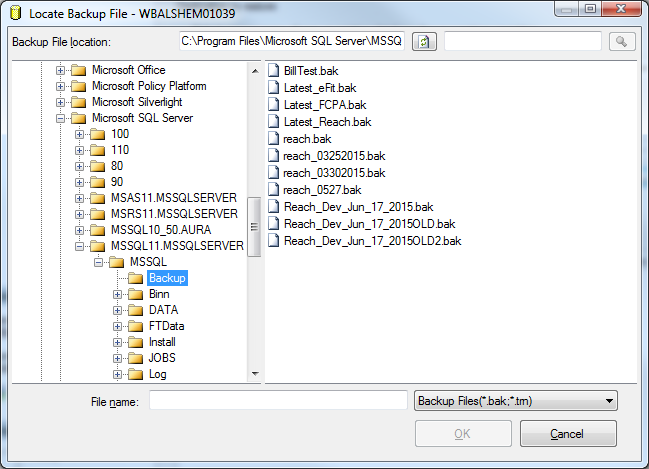 Locate Backup File - WBALSHEM01039
Backup File location:
C:\Program Files\Microsoft SQL Server\MSSQ
Microsoft Office
Microsoft Policy Platform
Microsoft Silverlight
Microsoft SQL Server
100
110
80
90
MSAS11.MSSQLSERVER
MSRS11.MSSQLSERVER
MSSQL10_50.AURA
MSSQL11.MSSQLSERVER
MSSQL
Backup
Binn
DATA
FTData
Install
JOBS
Log
BillTest.bak
Latest_eFit.bak
Latest_FCPA.bak
Latest_Reach.bak
reach.bak
reach_03252015.bak
reach_03302015.bak
reach_0527.bak
Reach_Dev_Jun_17_2015.bak
Reach_Dev_Jun_17_2015OLD.bak
Reach_Dev_Jun_17_2015OLD2.bak
File name:
Backup Files(*.bak;*.trn)
OK
Cancel